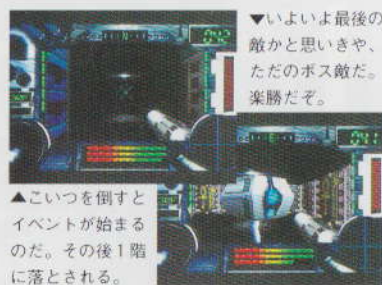 ▼いよいよ最後の
敵かと思いきや、
ただのボス敵だ。
楽勝だぞ。
▲こいつを倒すと
イベントが始まる
のだ。その後１階
に落とされる。